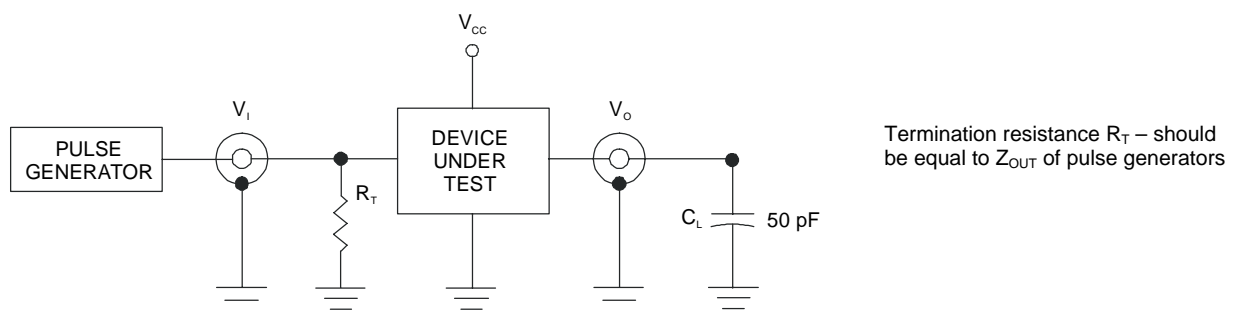 V_CC
V_I
V_O
PULSE
GENERATOR
DEVICE
UNDER
TEST
R_T
C_L
50 pF
Termination resistance R_T – should
be equal to Z_OUT of pulse generators